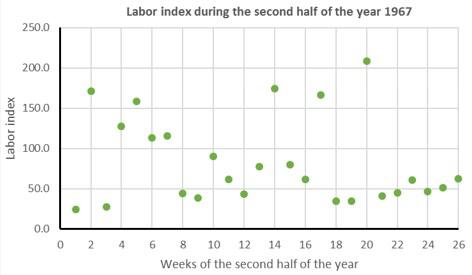 Labor index during the second half of the year 1967
250.0
200.0
150.0
100.0
50.0
0.0
Labor index
0 2 4 6 8 10 12 14 16 18 20 22 24 26
Weeks of the second half of the year